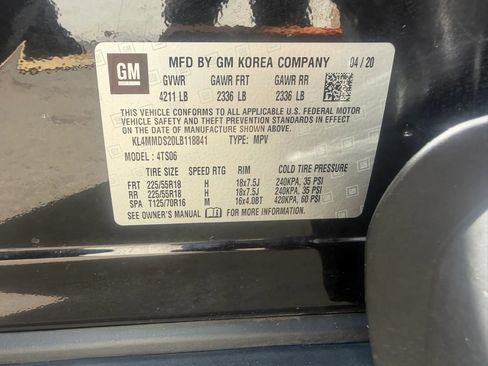 GM
MFD BY GM KOREA COMPANY 04/20
GVWR GAWR FRT GAWR RR
4211 LB 2336 LB 2336 LB
THIS VEHICLE CONFORMS TO ALL APPLICABLE U.S. FEDERAL MOTOR
VEHICLE SAFETY, BUMPER, AND THEFT PREVENTION STANDARDS
IN EFFECT ON THE DATE OF MANUFACTURE SHOWN ABOVE.
KL4MMDS20LB118841 TYPE: MPV
MODEL: 4TS06
TIRE SIZE SPEED RTG RIM COLD TIRE PRESSURE
FRT 225/55R18 H 18x7.5J 240KPA, 35 PSI
RR 225/55R18 H 18x7.5J 240KPA, 35 PSI
SPA T125/70R16 M 16x4.0BT 420KPA, 60 PSI
SEE OWNER'S MANUAL i FOR MORE INFORMATION.